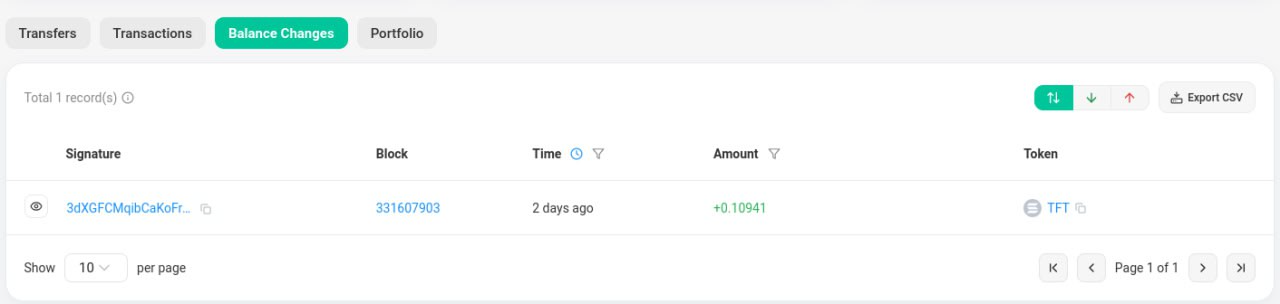 Transfers Transactions Balance Changes Portfolio
Total 1 record(s) Export CSV
Signature Block Time Amount Token
3dXGFCMqibCaKoFr... 331607903 2 days ago +0.10941 TFT
Show 10 per page Page 1 of 1